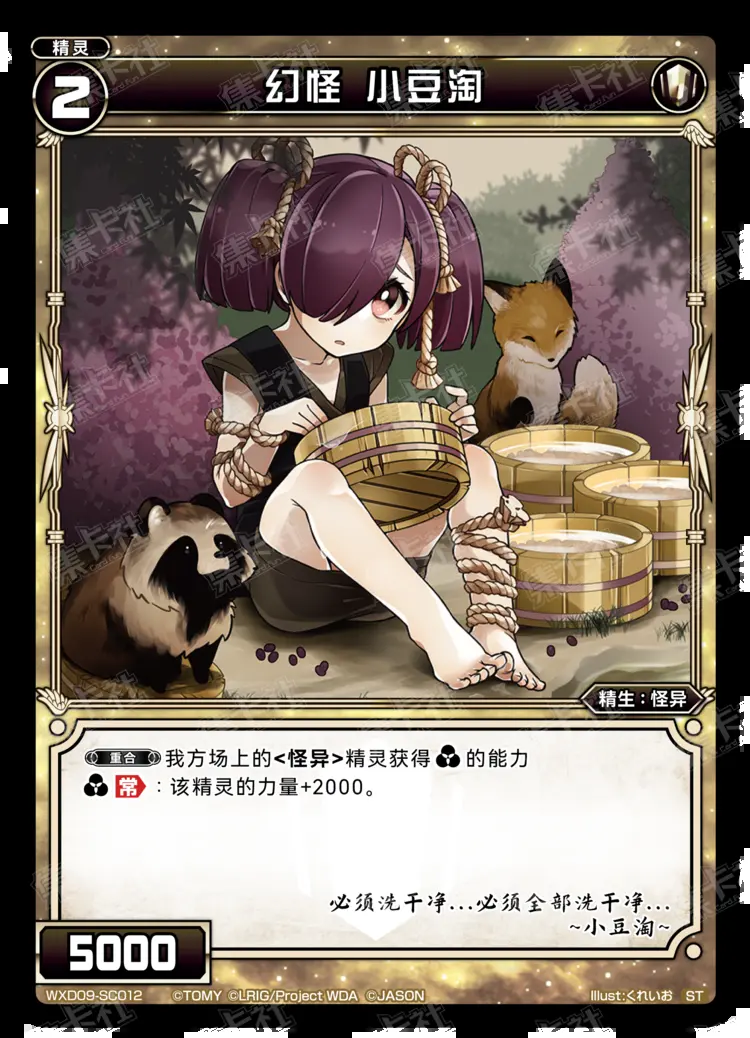 精灵
2
幻怪 小豆淘
精生:怪异
重合 我方场上的<怪异>精灵获得 的能力
常 :该精灵的力量+2000。
必须洗干净...必须全部洗干净...
~小豆淘~
5000
WXD09-SC012 ©TOMY ©LRIG/Project WDA ©JASON Illust:くれいお ST
集卡社